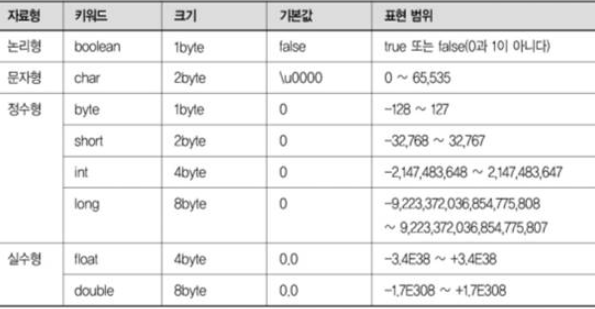 자료형 키워드 크기 기본값 표현 범위
논리형 boolean 1byte false true 또는 false(0과 1이 아니다)
문자형 char 2byte \u0000 0 ~ 65,535
정수형 byte 1byte 0 -128 ~ 127
short 2byte 0 -32,768 ~ 32,767
int 4byte 0 -2,147,483,648 ~ 2,147,483,647
long 8byte 0 -9,223,372,036,854,775,808
~ 9,223,372,036,854,775,807
실수형 float 4byte 0.0 -3.4E38 ~ +3.4E38
double 8byte 0.0 -1.7E308 ~ +1.7E308